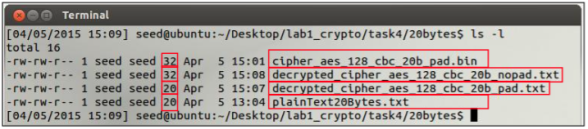 Terminal
[04/05/2015 15:09] seed@ubuntu:~/Desktop/lab1_crypto/task4/20bytes$ ls -l
total 16
-rw-rw-r-- 1 seed seed 32 Apr  5 15:01 cipher_aes_128_cbc_20b_pad.bin
-rw-rw-r-- 1 seed seed 32 Apr  5 15:08 decrypted_cipher_aes_128_cbc_20b_nopad.txt
-rw-rw-r-- 1 seed seed 20 Apr  5 15:07 decrypted_cipher_aes_128_cbc_20b_pad.txt
-rw-rw-r-- 1 seed seed 20 Apr  5 13:04 plainText20Bytes.txt
[04/05/2015 15:09] seed@ubuntu:~/Desktop/lab1_crypto/task4/20bytes$